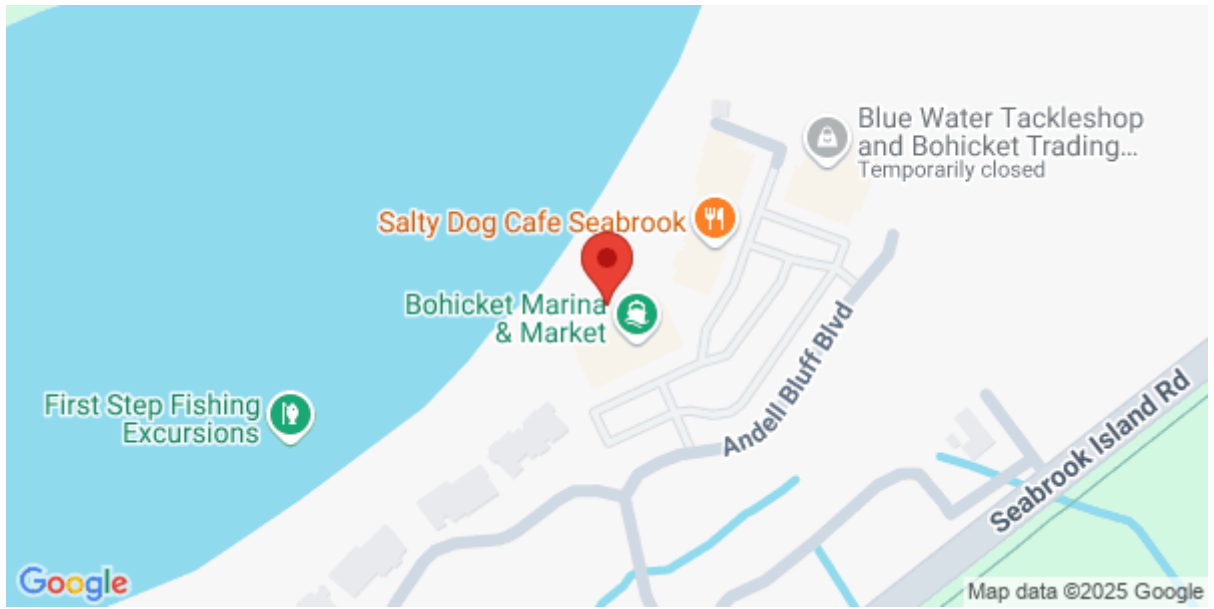 Blue Water Tackleshop
and Bohicket Trading...
Temporarily closed
Salty Dog Cafe Seabrook
Bohicket Marina
& Market
First Step Fishing
Excursions
Andell Bluff Blvd
Seabrook Island Rd
Google
Map data ©2025 Google